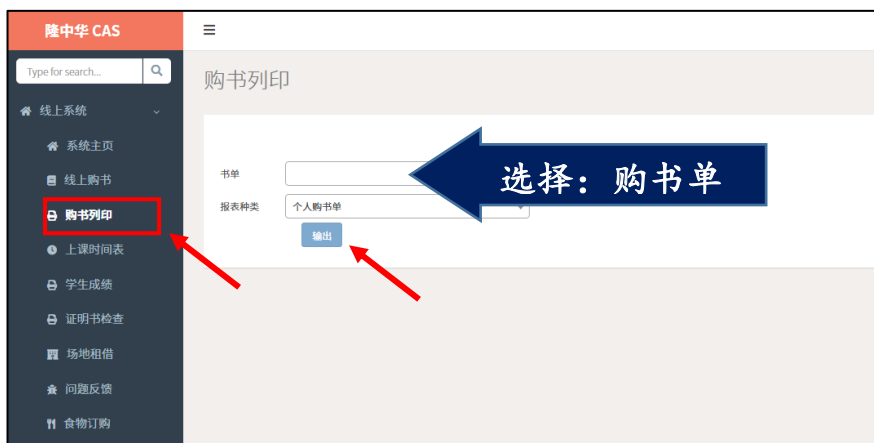 隆中华 CAS
Type for search...
购书列印
线上系统
系统主页
线上购书
购书列印
上课时间表
学生成绩
证明书检查
场地租借
问题反馈
食物订购
书单
选择：购书单
报表种类
个人购书单
输出